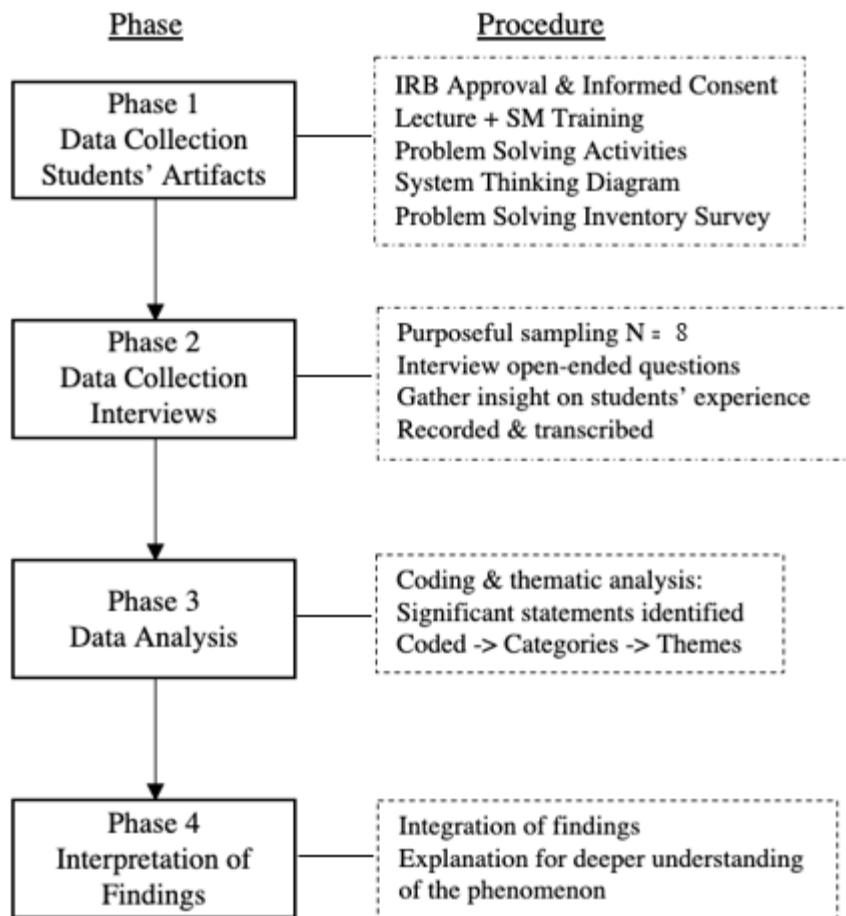 Phase
Procedure
Phase 1
Data Collection
Students' Artifacts
IRB Approval & Informed Consent
Lecture + SM Training
Problem Solving Activities
System Thinking Diagram
Problem Solving Inventory Survey
Phase 2
Data Collection
Interviews
Purposeful sampling N = 8
Interview open-ended questions
Gather insight on students' experience
Recorded & transcribed
Phase 3
Data Analysis
Coding & thematic analysis:
Significant statements identified
Coded -> Categories -> Themes
Phase 4
Interpretation of
Findings
Integration of findings
Explanation for deeper understanding
of the phenomenon